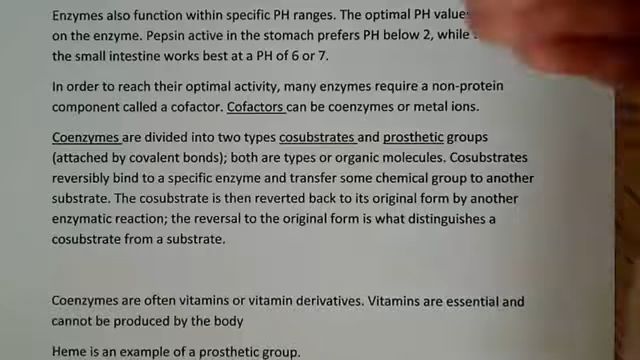 Enzymes also function within specific PH ranges. The optimal PH value
on the enzyme. Pepsin active in the stomach prefers PH below 2, while
the small intestine works best at a PH of 6 or 7.
In order to reach their optimal activity, many enzymes require a non-protein
component called a cofactor. Cofactors can be coenzymes or metal ions.
Coenzymes are divided into two types cosubstrates and prosthetic groups
(attached by covalent bonds); both are types or organic molecules. Cosubstrates
reversibly bind to a specific enzyme and transfer some chemical group to another
substrate. The cosubstrate is then reverted back to its original form by another
enzymatic reaction; the reversal to the original form is what distinguishes a
cosubstrate from a substrate.
Coenzymes are often vitamins or vitamin derivatives. Vitamins are essential and
cannot be produced by the body
Heme is an example of a prosthetic group.